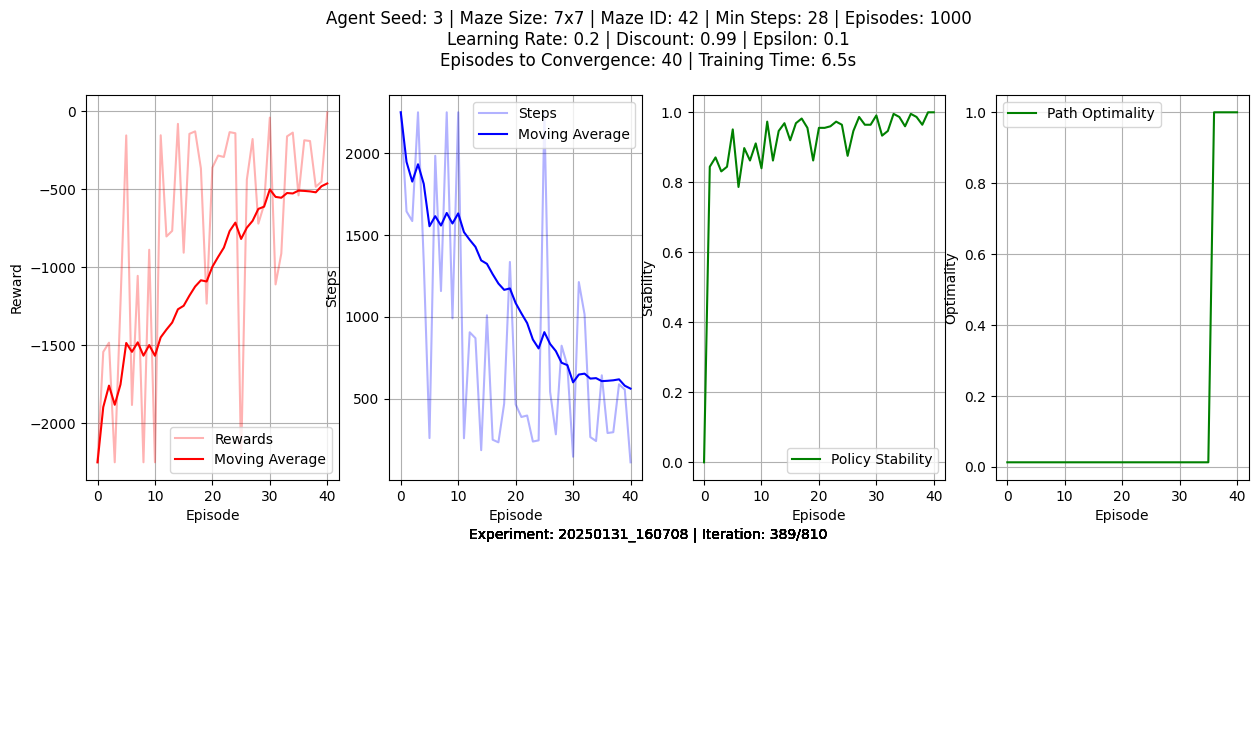 Agent Seed: 3 | Maze Size: 7x7 | Maze ID: 42 | Min Steps: 28 | Episodes: 1000
Learning Rate: 0.2 | Discount: 0.99 | Epsilon: 0.1
Episodes to Convergence: 40 | Training Time: 6.5s
Reward
0
−500
−1000
−1500
−2000
Rewards
Moving Average
0 10 20 30 40
Episode
Steps
2000
1500
1000
500
Steps
Moving Average
0 10 20 30 40
Episode
Stability
1.0
0.8
0.6
0.4
0.2
0.0
Policy Stability
0 10 20 30 40
Episode
Optimality
1.0
0.8
0.6
0.4
0.2
0.0
Path Optimality
0 10 20 30 40
Episode
Experiment: 20250131_160708 | Iteration: 389/810